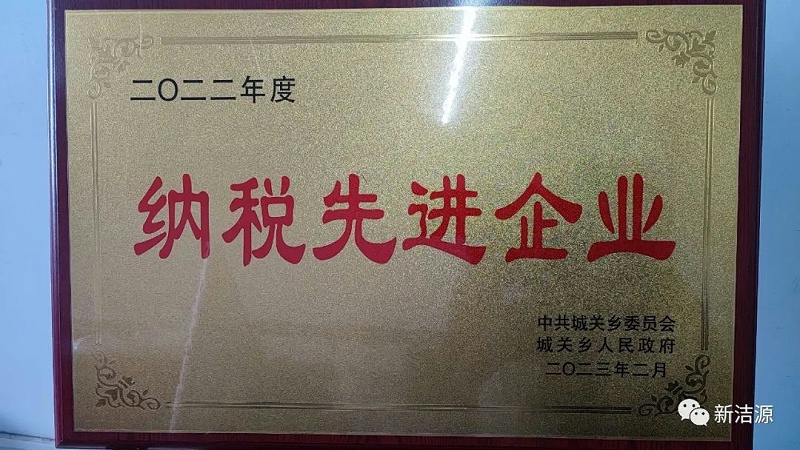 二〇二二年度
纳税先进企业
中共城关乡委员会
城关乡人民政府
二〇二三年二月
新洁源